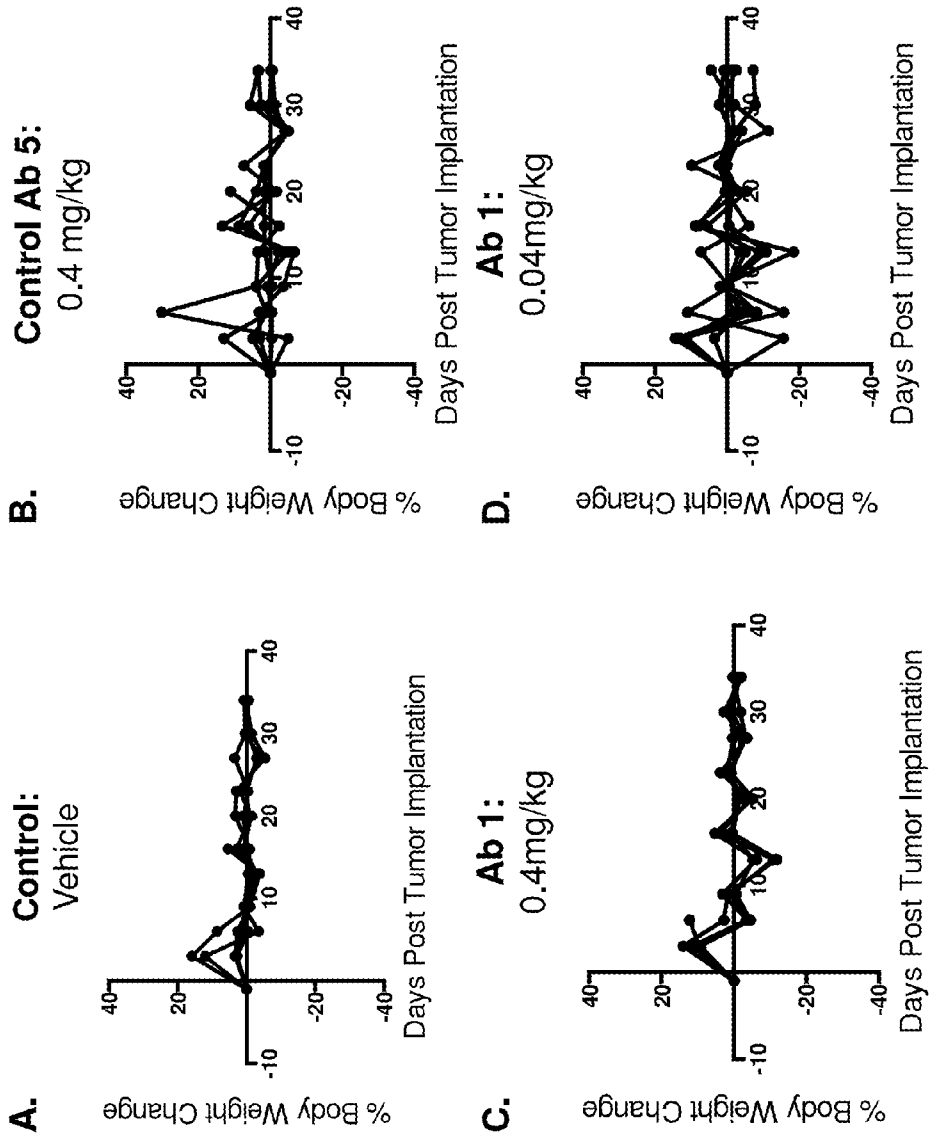 A.
Control:
Vehicle
% Body Weight Change
40
20
0
-20
-40
-10
10
20
30
40
Days Post Tumor Implantation
B.
Control Ab 5:
0.4 mg/kg
% Body Weight Change
40
20
0
-20
-40
-10
10
20
30
40
Days Post Tumor Implantation
C.
Ab 1:
0.4mg/kg
% Body Weight Change
40
20
0
-20
-40
-10
10
20
30
40
Days Post Tumor Implantation
D.
Ab 1:
0.04mg/kg
% Body Weight Change
40
20
0
-20
-40
-10
10
20
30
40
Days Post Tumor Implantation